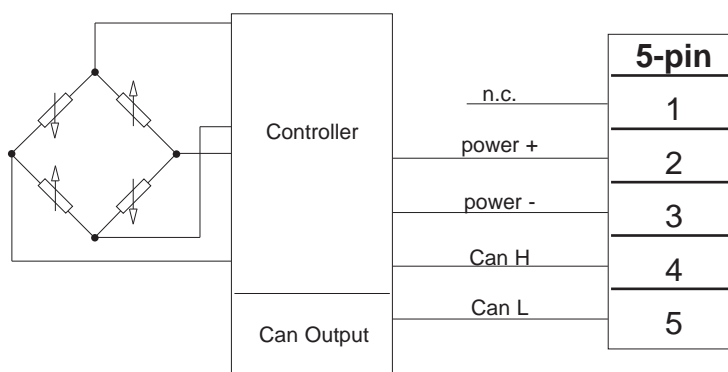 5-pin
n.c.
1
Controller
power +
2
power -
3
Can H
4
Can L
5
Can Output